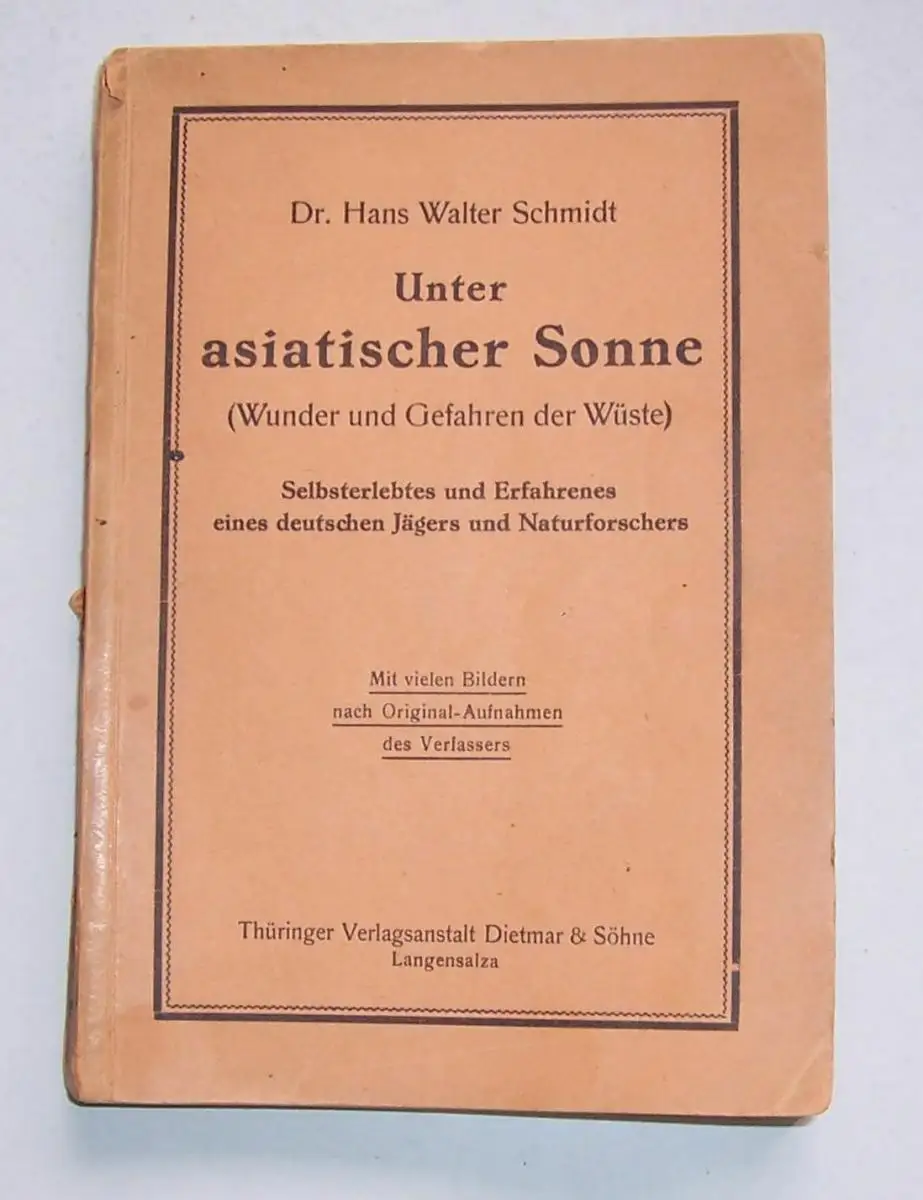 Dr. Hans Walter Schmidt
Unter
asiatischer Sonne
(Wunder und Gefahren der Wüste)
Selbsterlebtes und Erfahrenes
eines deutschen Jägers und Naturforschers
Mit vielen Bildern
nach Original-Aufnahmen
des Verfassers
Thüringer Verlagsanstalt Dietmar & Söhne
Langensalza